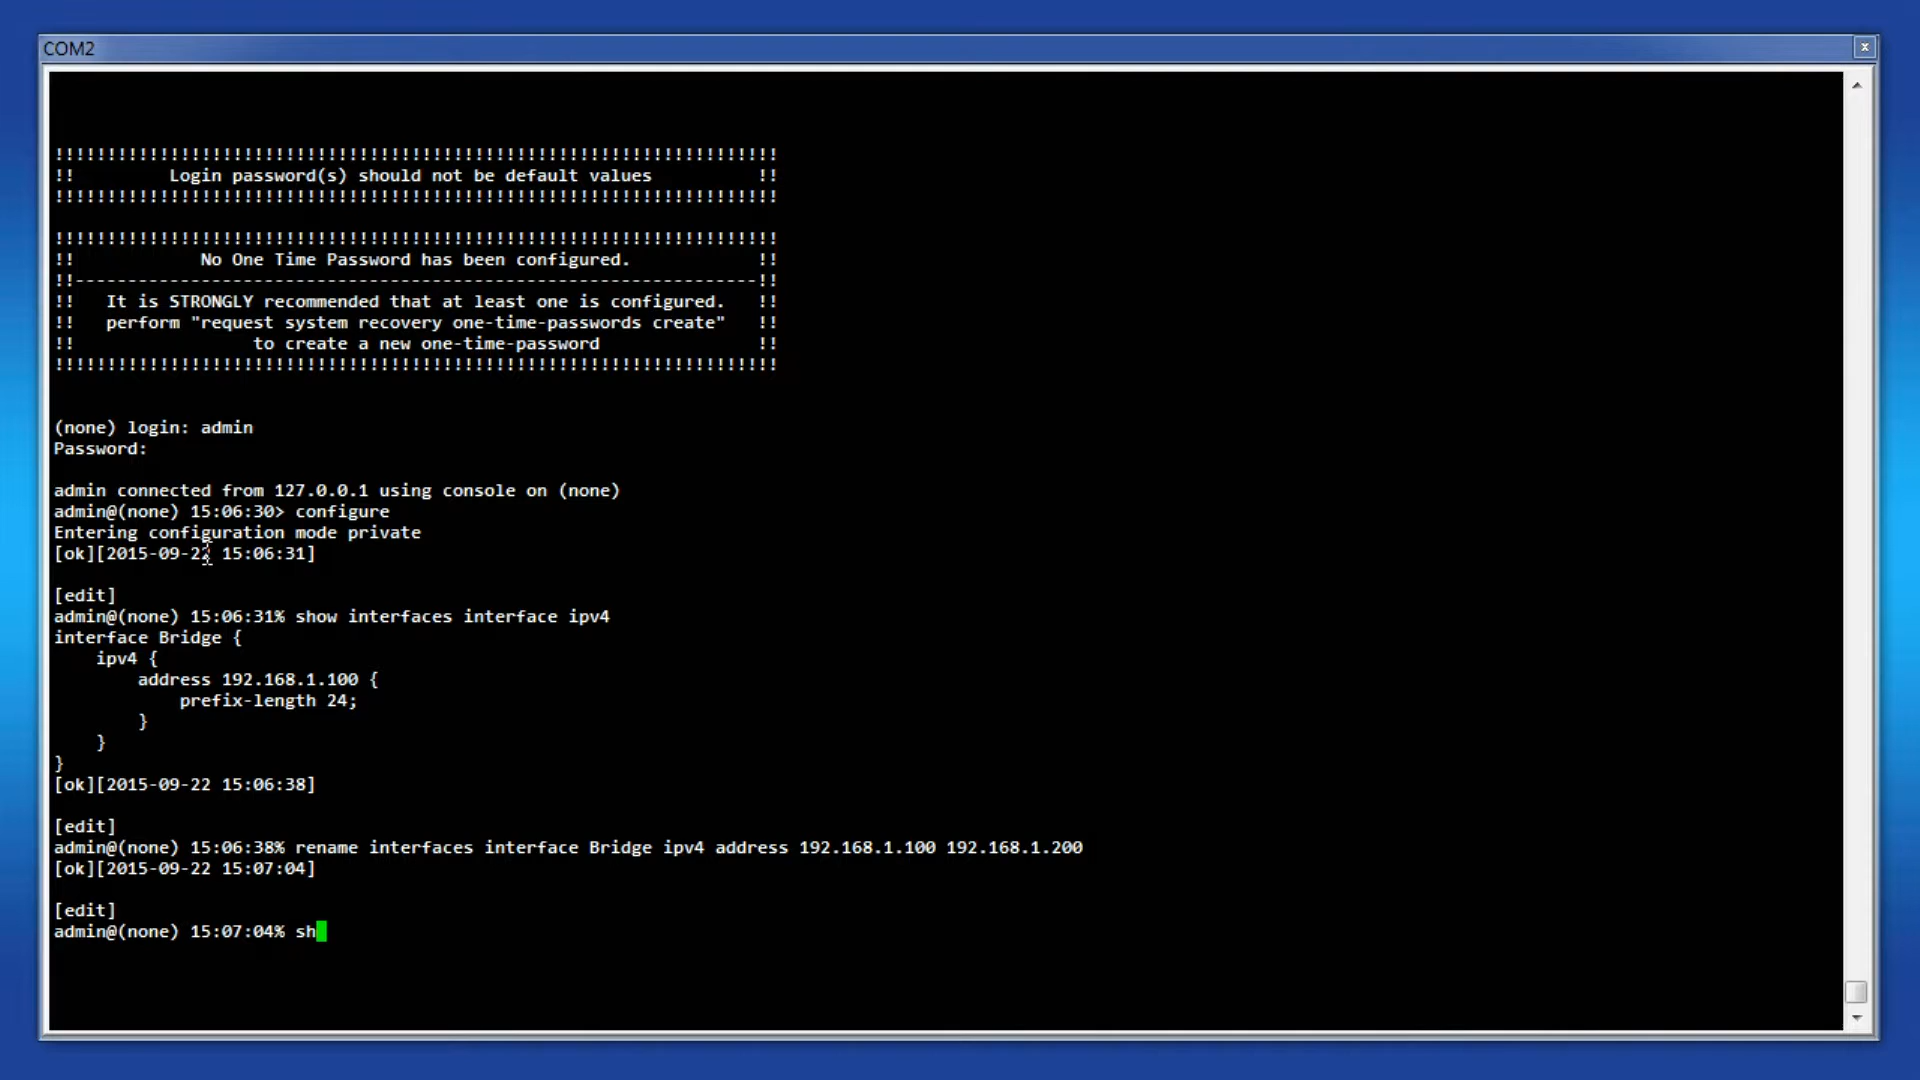 COM2
!!!!!!!!!!!!!!!!!!!!!!!!!!!!!!!!!!!!!!!!!!!!!!!!!!!!!!!!!!!!!!!!!!!!!
!!         Login password(s) should not be default values          !!
!!!!!!!!!!!!!!!!!!!!!!!!!!!!!!!!!!!!!!!!!!!!!!!!!!!!!!!!!!!!!!!!!!!!!
!!!!!!!!!!!!!!!!!!!!!!!!!!!!!!!!!!!!!!!!!!!!!!!!!!!!!!!!!!!!!!!!!!!!!
!!            No One Time Password has been configured.            !!
!!-----------------------------------------------------------------!!
!!   It is STRONGLY recommended that at least one is configured.   !!
!!   perform "request system recovery one-time-passwords create"   !!
!!                 to create a new one-time-password               !!
!!!!!!!!!!!!!!!!!!!!!!!!!!!!!!!!!!!!!!!!!!!!!!!!!!!!!!!!!!!!!!!!!!!!!
(none) login: admin
Password:
admin connected from 127.0.0.1 using console on (none)
admin@(none) 15:06:30> configure
Entering configuration mode private
[ok][2015-09-22 15:06:31]
[edit]
admin@(none) 15:06:31% show interfaces interface ipv4
interface Bridge {
    ipv4 {
        address 192.168.1.100 {
            prefix-length 24;
        }
    }
}
[ok][2015-09-22 15:06:38]
[edit]
admin@(none) 15:06:38% rename interfaces interface Bridge ipv4 address 192.168.1.100 192.168.1.200
[ok][2015-09-22 15:07:04]
[edit]
admin@(none) 15:07:04% sh